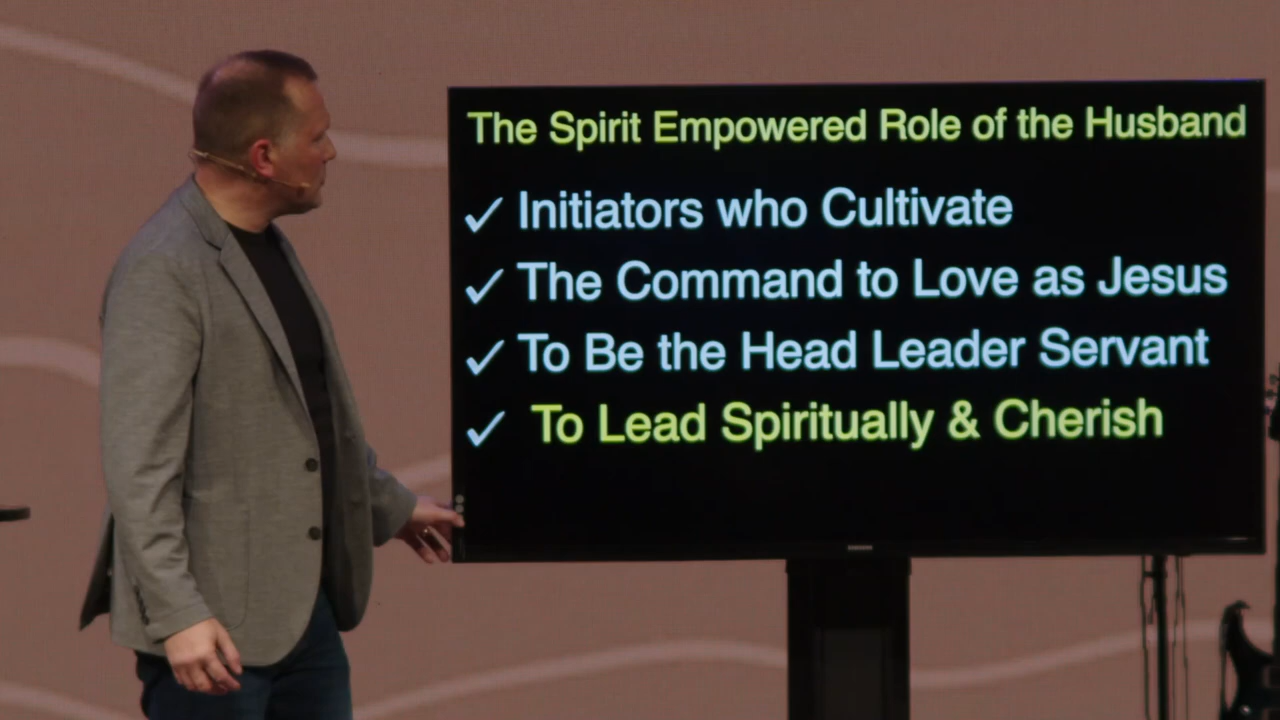 The Spirit Empowered Role of the Husband
✓ Initiators who Cultivate
✓ The Command to Love as Jesus
✓ To Be the Head Leader Servant
✓ To Lead Spiritually & Cherish